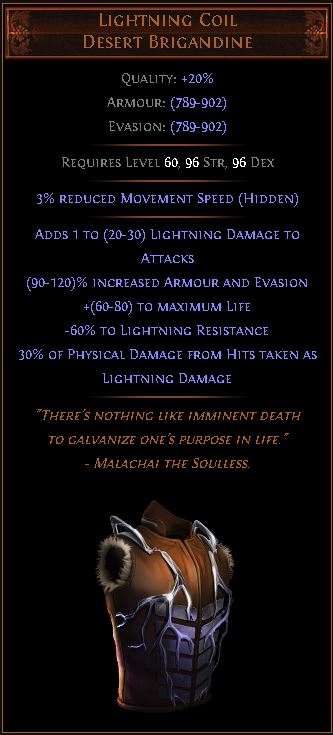 Lightning Coil
Desert Brigandine
Quality: +20%
Armour: (789-902)
Evasion: (789-902)
Requires Level 60, 96 Str, 96 Dex
3% reduced Movement Speed (Hidden)
Adds 1 to (20-30) Lightning Damage to
Attacks
(90-120)% increased Armour and Evasion
+(60-80) to maximum Life
-60% to Lightning Resistance
30% of Physical Damage from Hits taken as
Lightning Damage
"There's nothing like imminent death
to galvanize one's purpose in life."
- Malachai the Soulless.